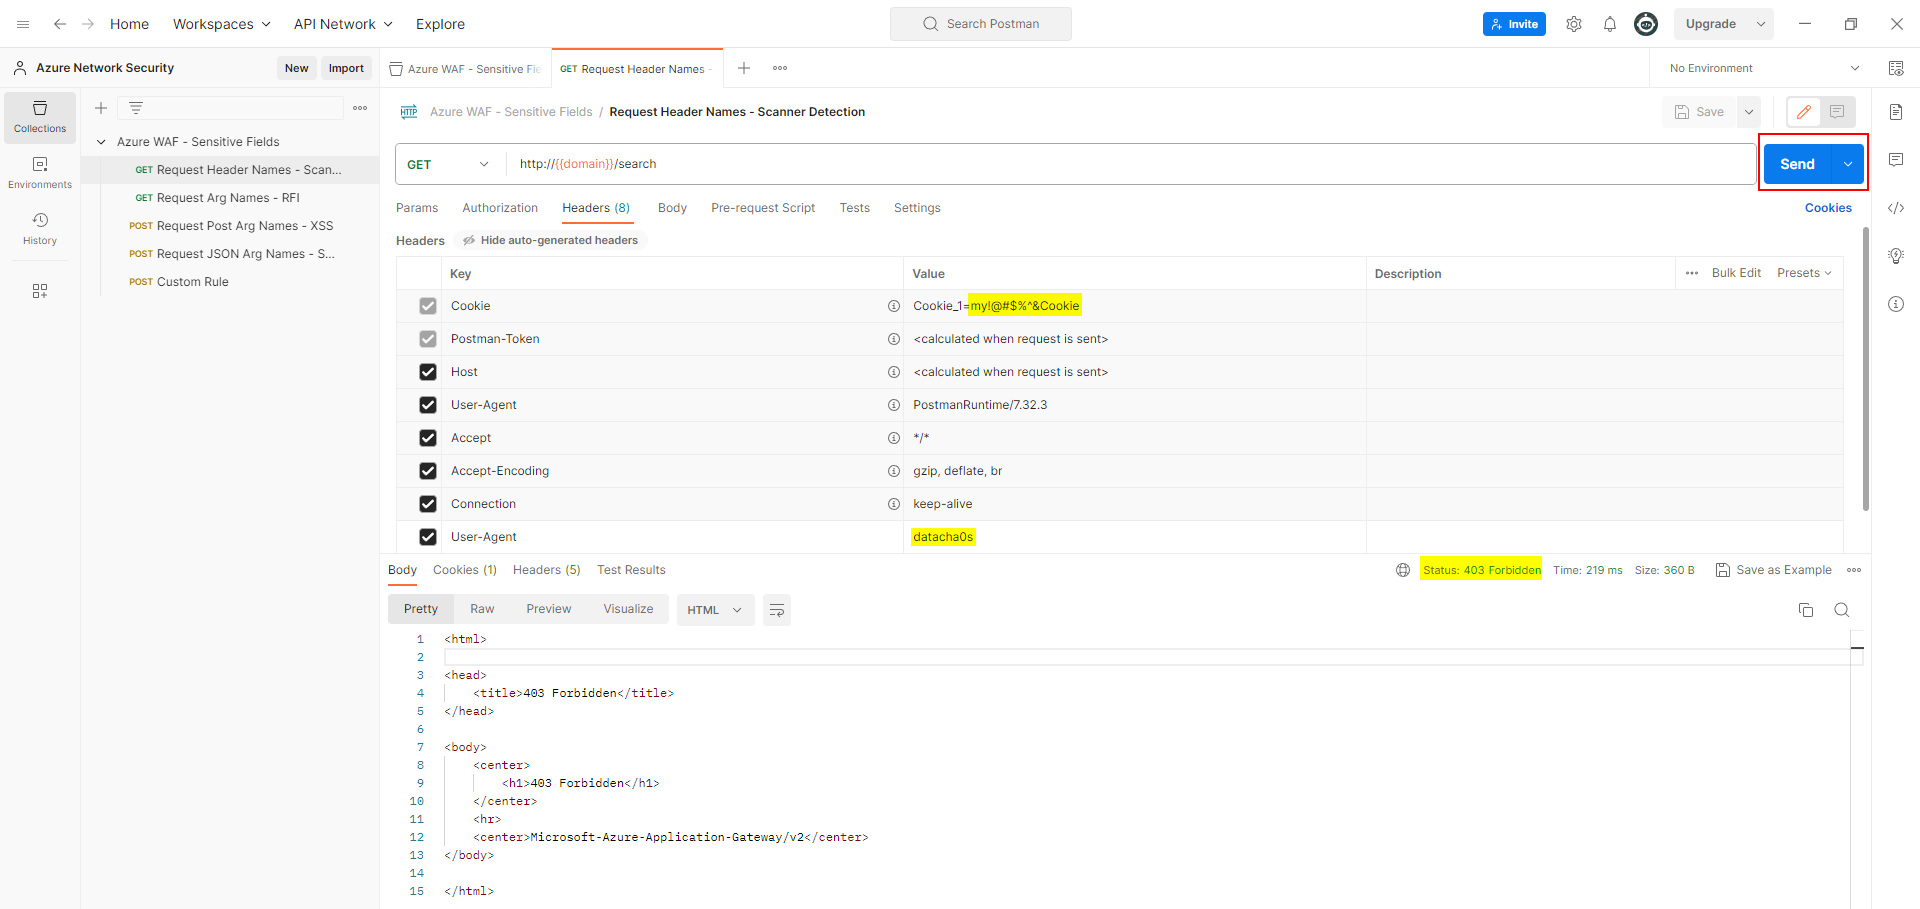 Home Workspaces API Network Explore Search Postman Invite Upgrade
Azure Network Security New Import
Azure WAF - Sensitive Fie GET Request Header Names - No Environment
Collections
Environments
History
Azure WAF - Sensitive Fields
GET Request Header Names - Scan...
GET Request Arg Names - RFI
POST Request Post Arg Names - XSS
POST Request JSON Arg Names - S...
POST Custom Rule
HTTP Azure WAF - Sensitive Fields / Request Header Names - Scanner Detection Save
GET http://{{domain}}/search Send
Params Authorization Headers (8) Body Pre-request Script Tests Settings Cookies
Headers Hide auto-generated headers
Key Value Description Bulk Edit Presets
Cookie Cookie_1=my!@#$%^&Cookie
Postman-Token <calculated when request is sent>
Host <calculated when request is sent>
User-Agent PostmanRuntime/7.32.3
Accept */*
Accept-Encoding gzip, deflate, br
Connection keep-alive
User-Agent datacha0s
Body Cookies (1) Headers (5) Test Results Status: 403 Forbidden Time: 219 ms Size: 360 B Save as Example
Pretty Raw Preview Visualize HTML
1 <html>
2
3 <head>
4 <title>403 Forbidden</title>
5 </head>
6
7 <body>
8 <center>
9 <h1>403 Forbidden</h1>
10 </center>
11 <hr>
12 <center>Microsoft-Azure-Application-Gateway/v2</center>
13 </body>
14
15 </html>